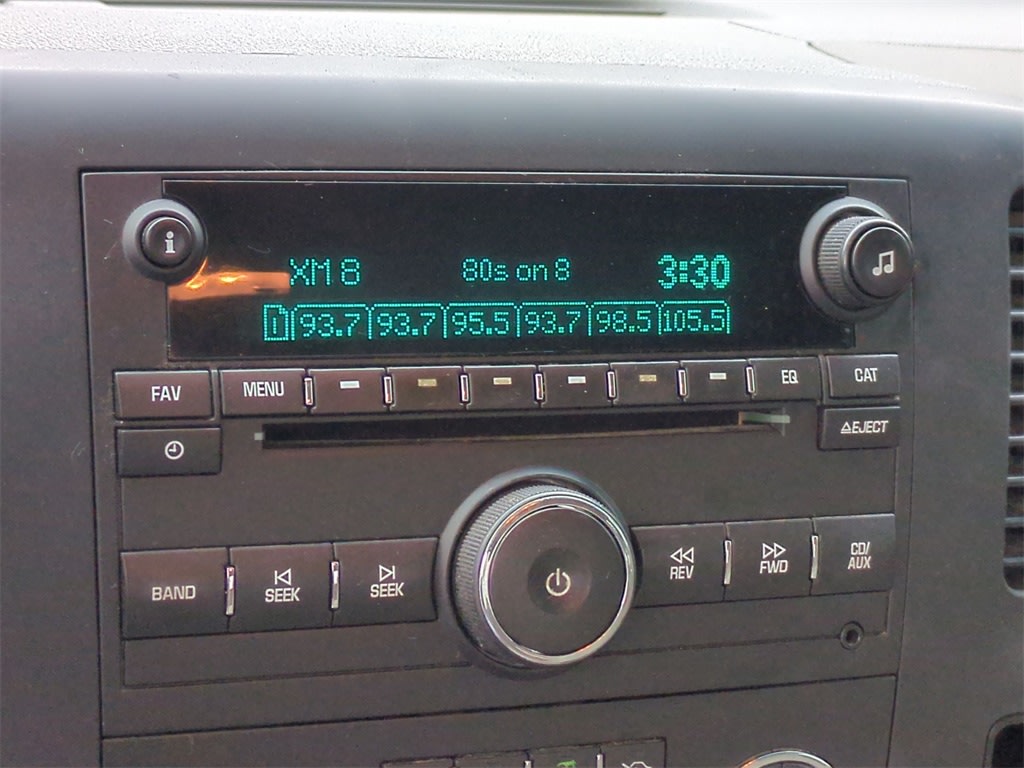 i
XM 8 80s on 8 3:30
1 93.7 93.7 95.5 93.7 98.5 105.5
FAV MENU EQ CAT
EJECT
BAND SEEK SEEK REV FWD CD/
AUX